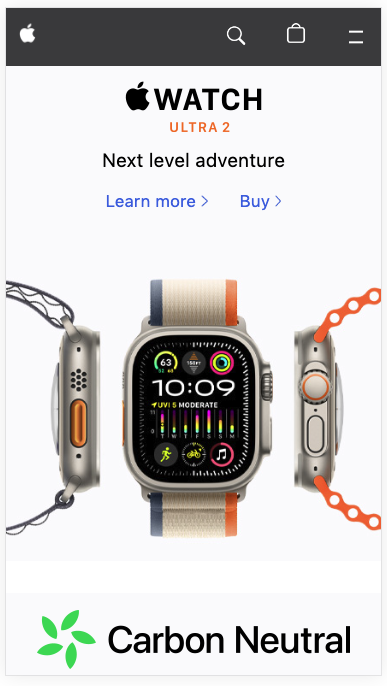 WATCH
ULTRA 2
Next level adventure
Learn more >
Buy >
63
10:09
UVI 5 MODERATE
Carbon Neutral